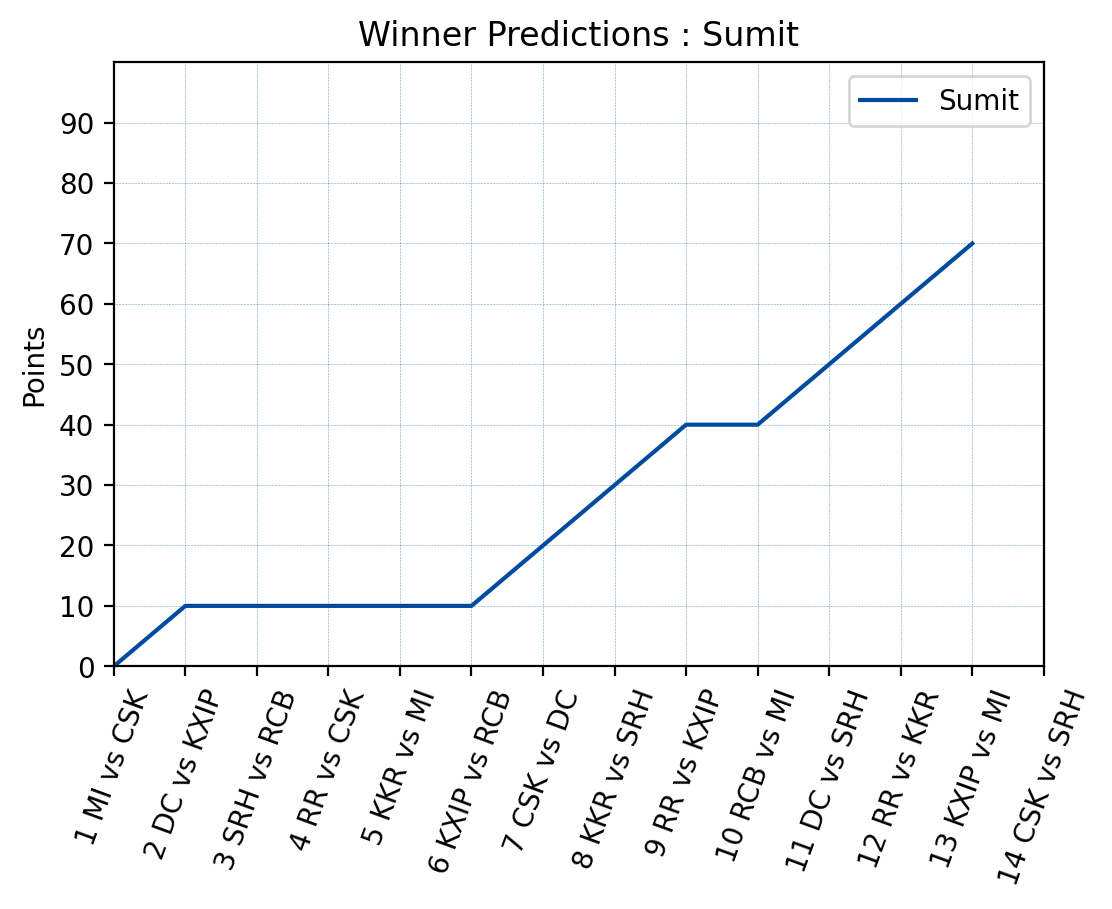 Winner Predictions : Sumit
Sumit
Points
90
80
70
60
50
40
30
20
10
0
1 MI vs CSK
2 DC vs KXIP
3 SRH vs RCB
4 RR vs CSK
5 KKR vs MI
6 KXIP vs RCB
7 CSK vs DC
8 KKR vs SRH
9 RR vs KXIP
10 RCB vs MI
11 DC vs SRH
12 RR vs KKR
13 KXIP vs MI
14 CSK vs SRH